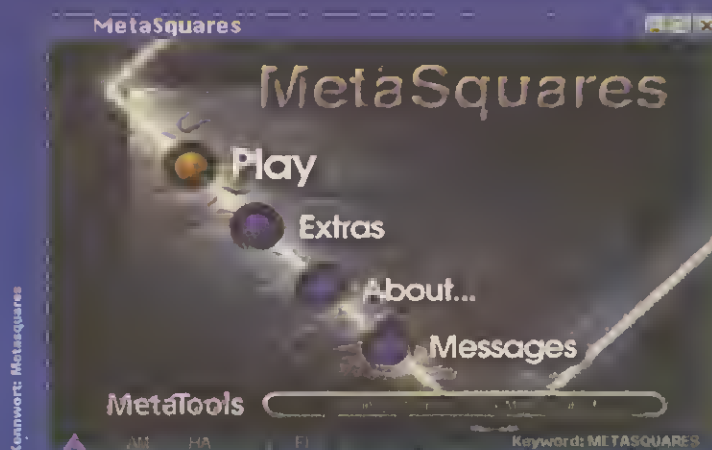 MetaSquares
MetaSquares
Play
Extras
About...
Messages
MetaTools
Keyword: METASQUARES
Kennwort: Metasquares